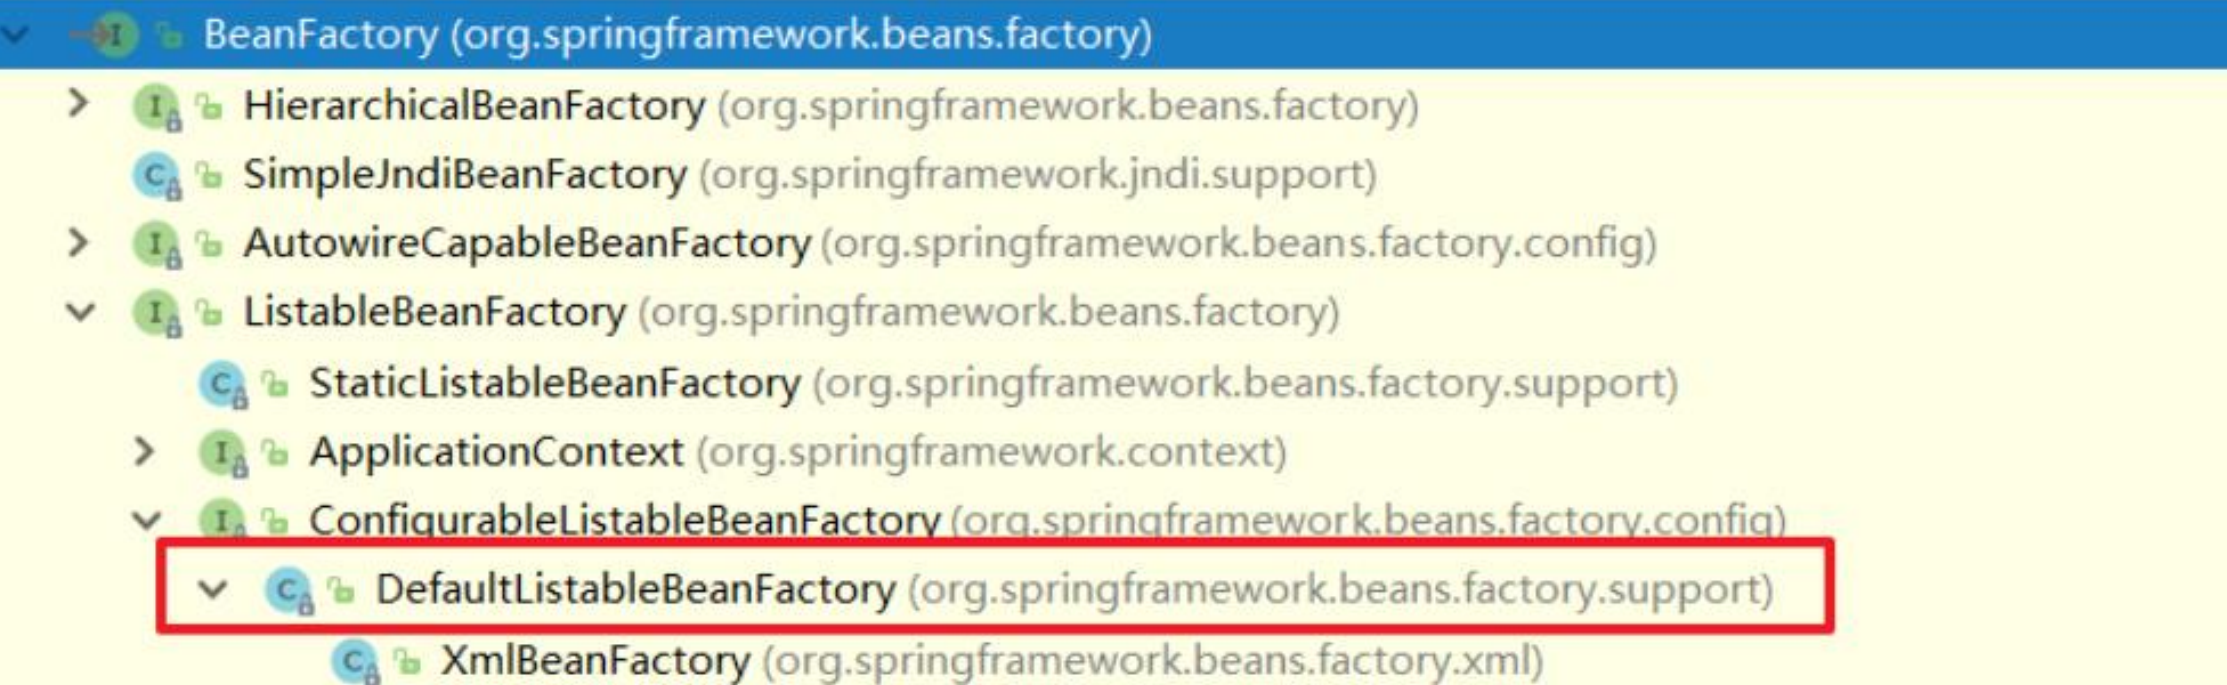 BeanFactory (org.springframework.beans.factory)
HierarchicalBeanFactory (org.springframework.beans.factory)
SimpleJndiBeanFactory (org.springframework.jndi.support)
AutowireCapableBeanFactory (org.springframework.beans.factory.config)
ListableBeanFactory (org.springframework.beans.factory)
StaticListableBeanFactory (org.springframework.beans.factory.support)
ApplicationContext (org.springframework.context)
ConfigurableListableBeanFactory (org.springframework.beans.factory.config)
DefaultListableBeanFactory (org.springframework.beans.factory.support)
XmlBeanFactory (org.springframework.beans.factory.xml)